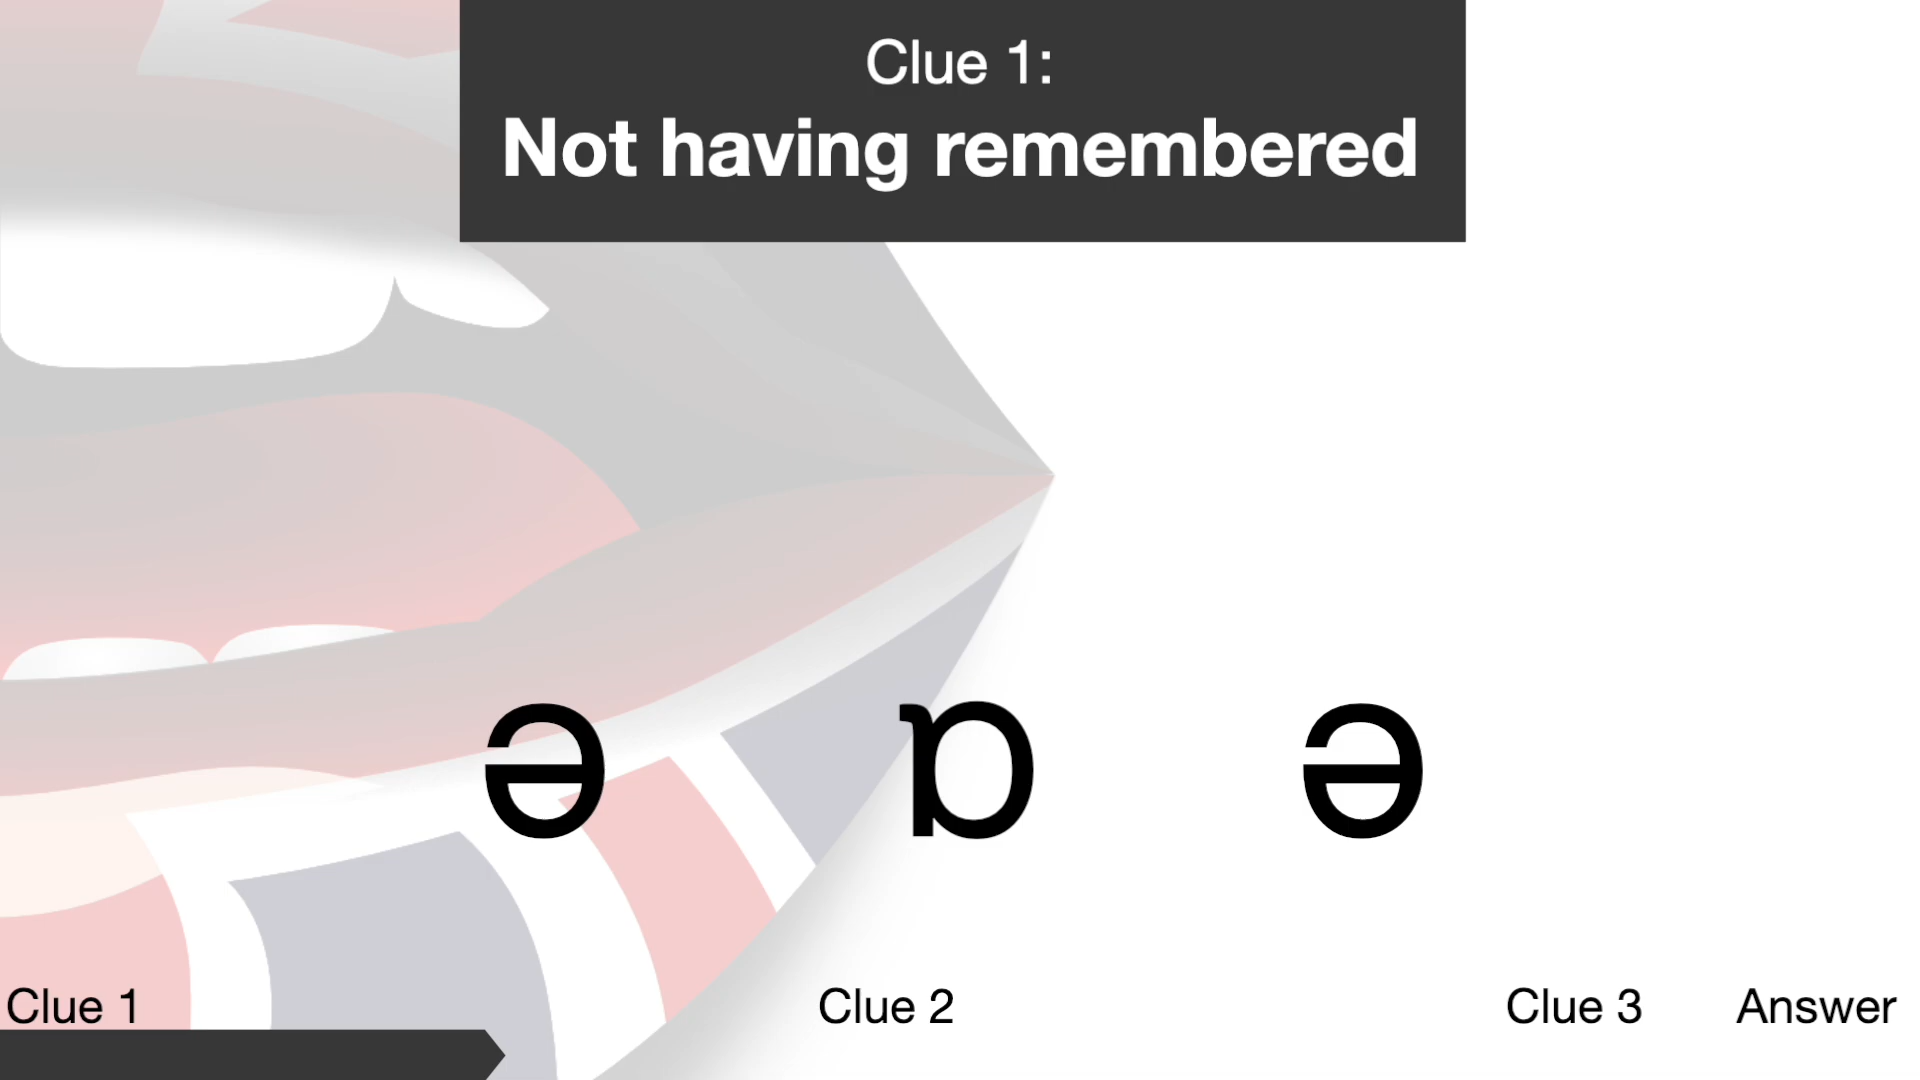 Clue 1:
Not having remembered
ə ɒ ə
Clue 1 Clue 2 Clue 3 Answer